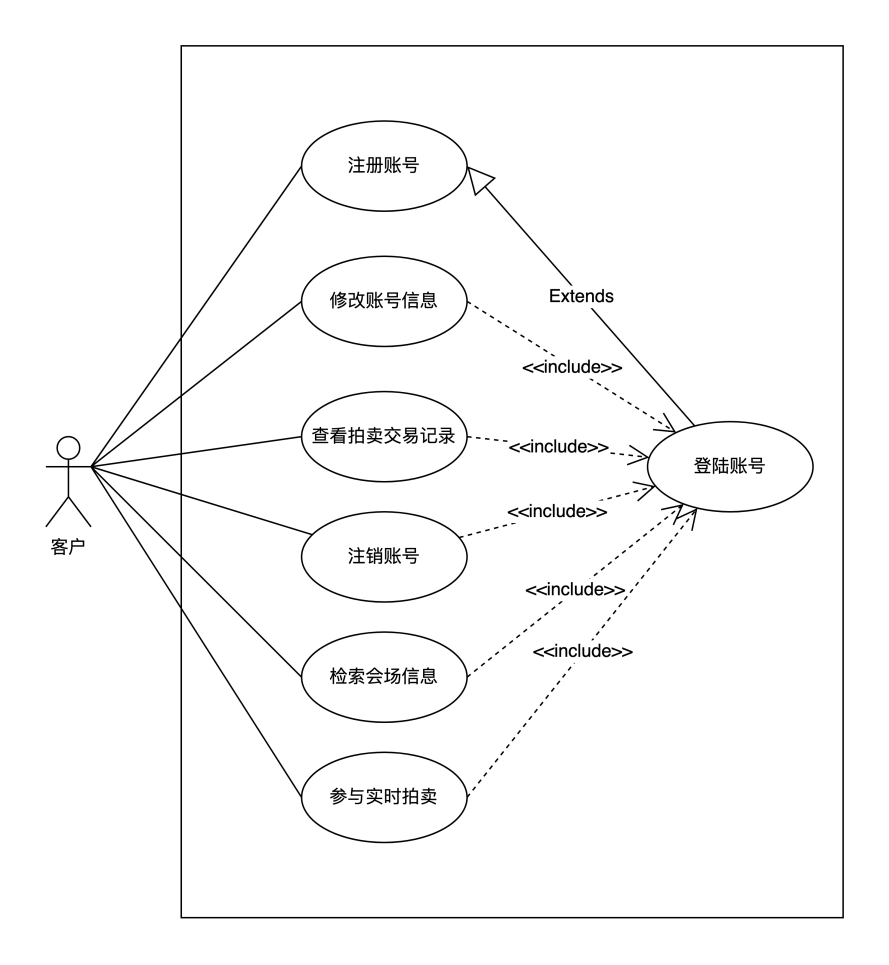 注册账号
修改账号信息
Extends
<<include>>
查看拍卖交易记录
<<include>>
登陆账号
<<include>>
客户
注销账号
<<include>>
<<include>>
检索会场信息
参与实时拍卖